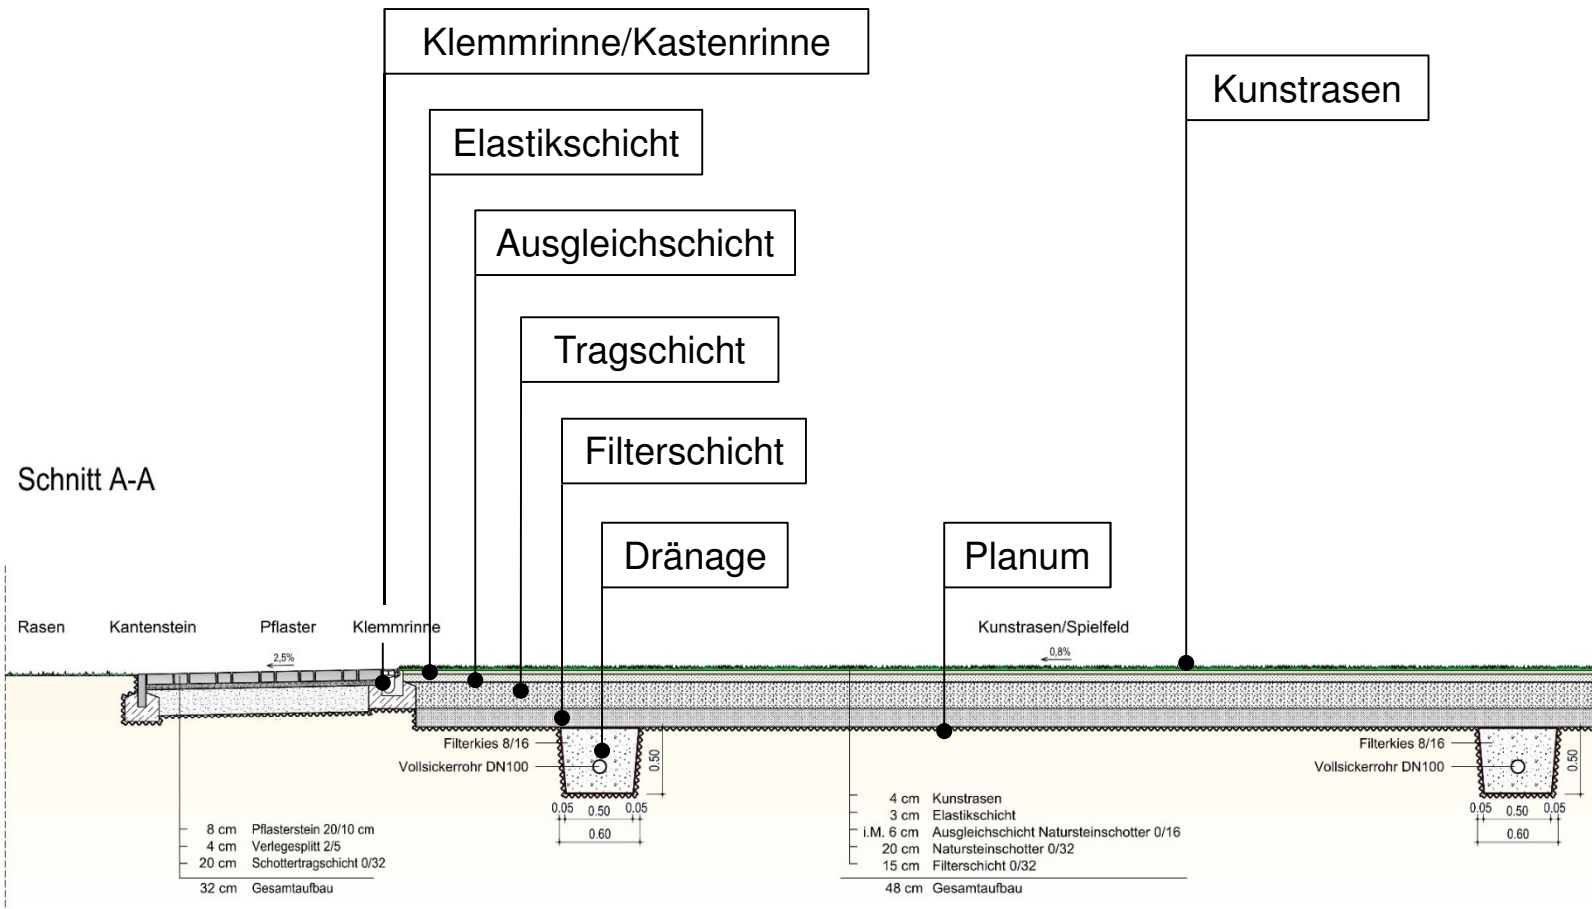 Klemmrinne/Kastenrinne
Kunstrasen
Elastikschicht
Ausgleichschicht
Tragschicht
Filterschicht
Schnitt A-A
Dränage
Planum
Rasen
Kantenstein
Pflaster
Klemmrinne
Kunstrasen/Spielfeld
2,5%
0,8%
Filterkies 8/16
Vollsickerrohr DN100
0.50
0.05 0.50 0.05
0.60
Filterkies 8/16
Vollsickerrohr DN100
0.50
0.05 0.50 0.05
0.60
8 cm Pflasterstein 20/10 cm
4 cm Verlegesplitt 2/5
20 cm Schottertragschicht 0/32
32 cm Gesamtaufbau
4 cm Kunstrasen
3 cm Elastikschicht
i.M. 6 cm Ausgleichschicht Natursteinschotter 0/16
20 cm Natursteinschotter 0/32
15 cm Filterschicht 0/32
48 cm Gesamtaufbau